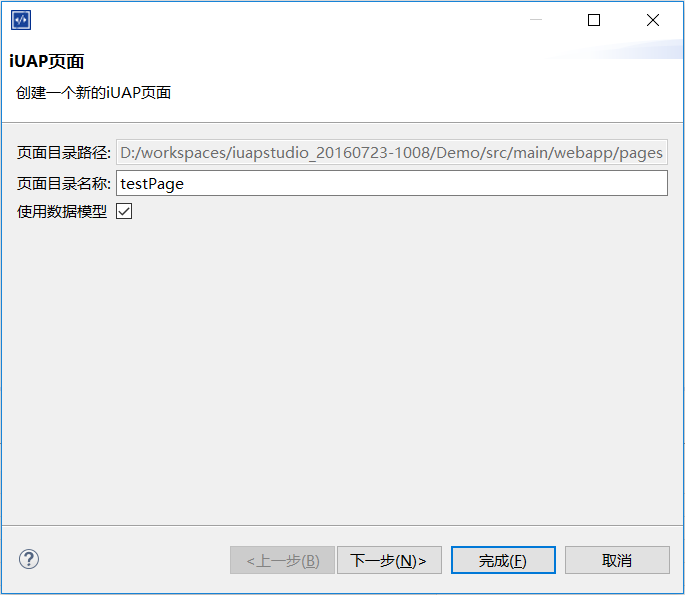 iUAP页面
创建一个新的iUAP页面
页面目录路径: D:/workspaces/iuapstudio_20160723-1008/Demo/src/main/webapp/pages
页面目录名称: testPage
使用数据模型
<上一步(B) 下一步(N)> 完成(F) 取消